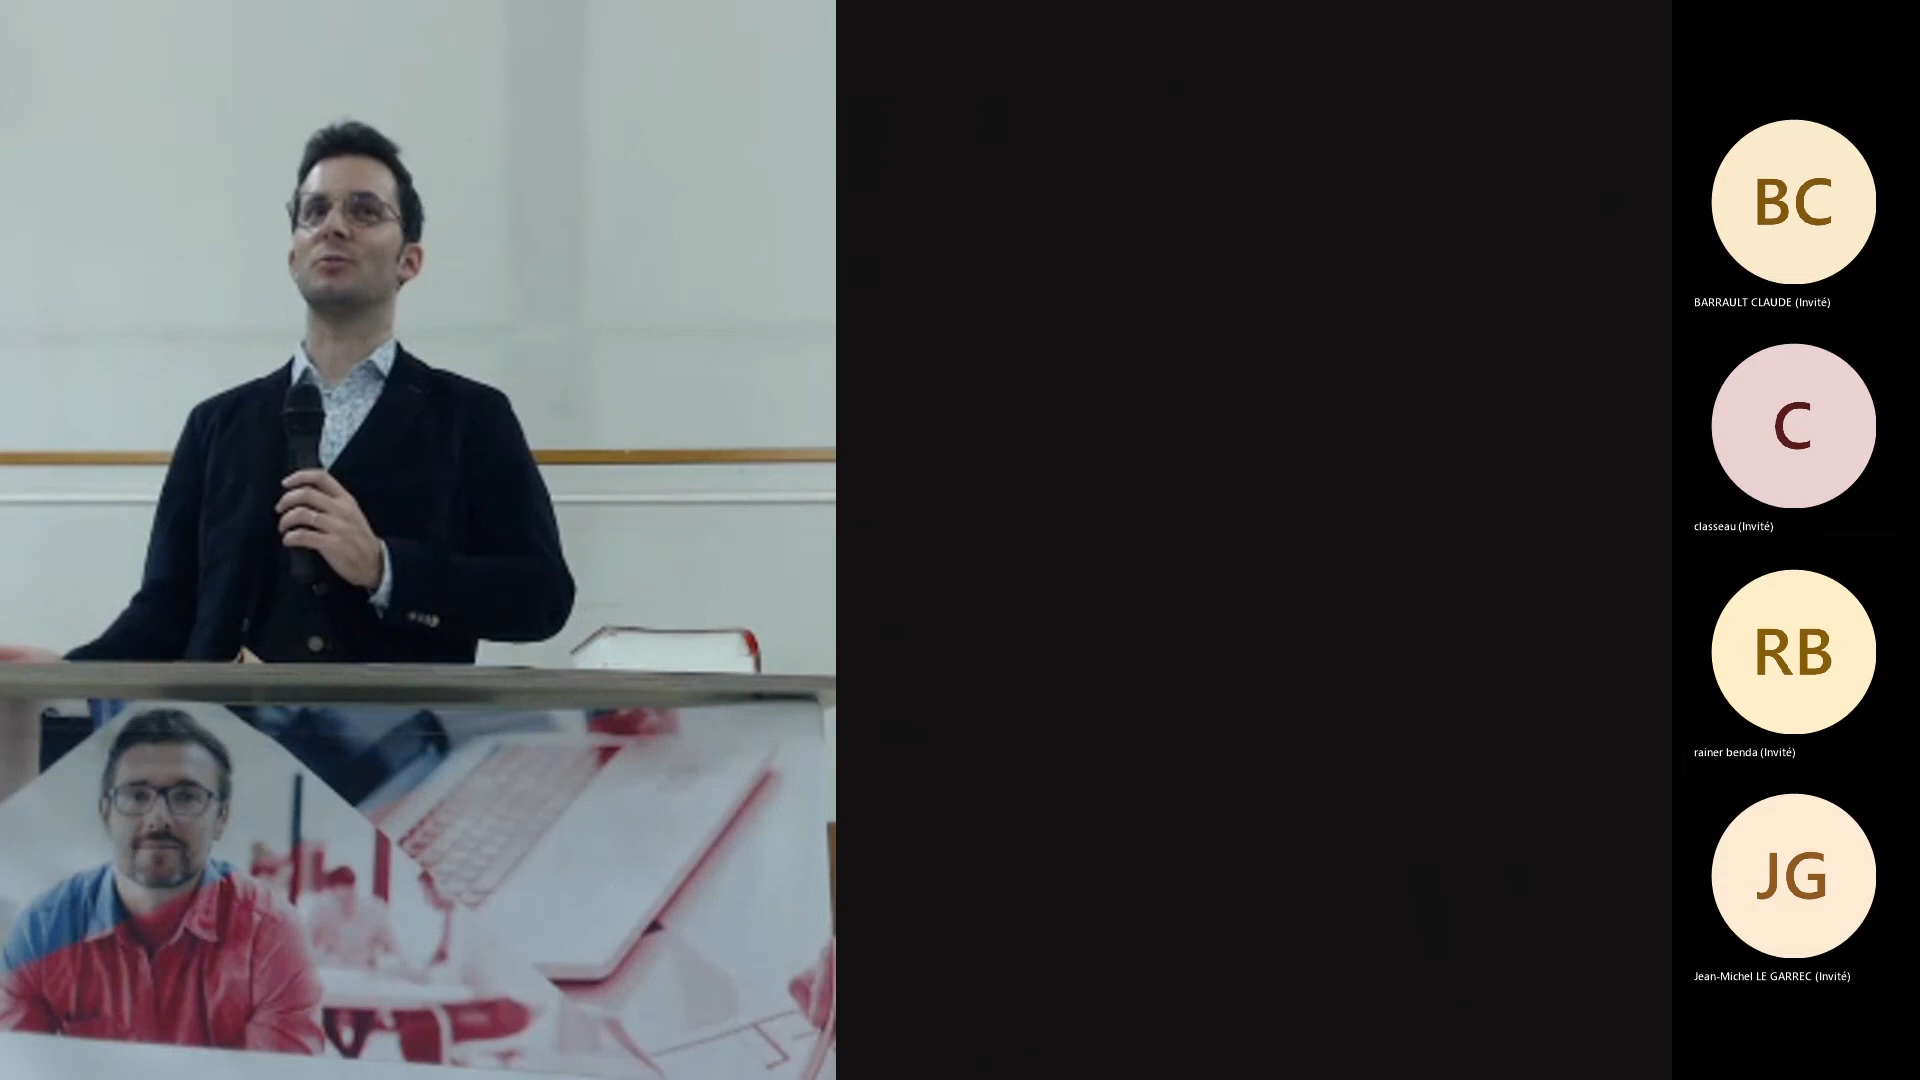 BC
BARRAULT CLAUDE (Invité)
C
classeau (Invité)
RB
rainer benda (Invité)
JG
Jean-Michel LE GARREC (Invité)